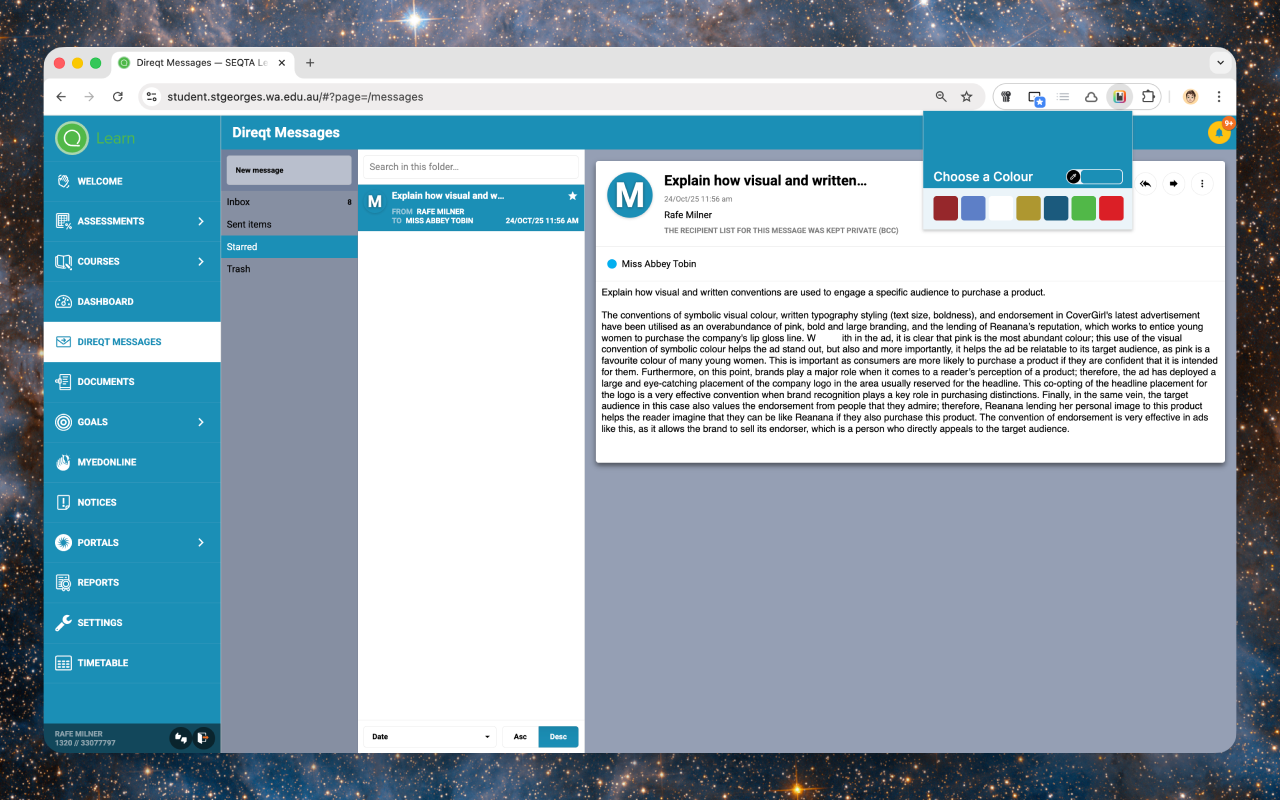 Direqt Messages — SEQTA Le
student.stgeorges.wa.edu.au/#?page=/messages
Learn
Direqt Messages
9+
WELCOME
ASSESSMENTS
COURSES
DASHBOARD
DIREQT MESSAGES
DOCUMENTS
GOALS
MYEDONLINE
NOTICES
PORTALS
REPORTS
SETTINGS
TIMETABLE
RAFE MILNER
1320 // 33077797
New message
Inbox 8
Sent items
Starred
Trash
Search in this folder...
M
Explain how visual and w...
FROM RAFE MILNER
TO MISS ABBEY TOBIN 24/OCT/25 11:56 AM
Date
Asc
Desc
Choose a Colour
M
Explain how visual and written...
24/Oct/25 11:56 am
Rafe Milner
THE RECIPIENT LIST FOR THIS MESSAGE WAS KEPT PRIVATE (BCC)
Miss Abbey Tobin
Explain how visual and written conventions are used to engage a specific audience to purchase a product.
The conventions of symbolic visual colour, written typography styling (text size, boldness), and endorsement in CoverGirl's latest advertisement
have been utilised as an overabundance of pink, bold and large branding, and the lending of Reanana's reputation, which works to entice young
women to purchase the company's lip gloss line. W ith in the ad, it is clear that pink is the most abundant colour; this use of the visual
convention of symbolic colour helps the ad stand out, but also and more importantly, it helps the ad be relatable to its target audience, as pink is a
favourite colour of many young women. This is important as consumers are more likely to purchase a product if they are confident that it is intended
for them. Furthermore, on this point, brands play a major role when it comes to a reader's perception of a product; therefore, the ad has deployed a
large and eye-catching placement of the company logo in the area usually reserved for the headline. This co-opting of the headline placement for
the logo is a very effective convention when brand recognition plays a key role in purchasing distinctions. Finally, in the same vein, the target
audience in this case also values the endorsement from people that they admire; therefore, Reanana lending her personal image to this product
helps the reader imagine that they can be like Reanana if they also purchase this product. The convention of endorsement is very effective in ads
like this, as it allows the brand to sell its endorser, which is a person who directly appeals to the target audience.